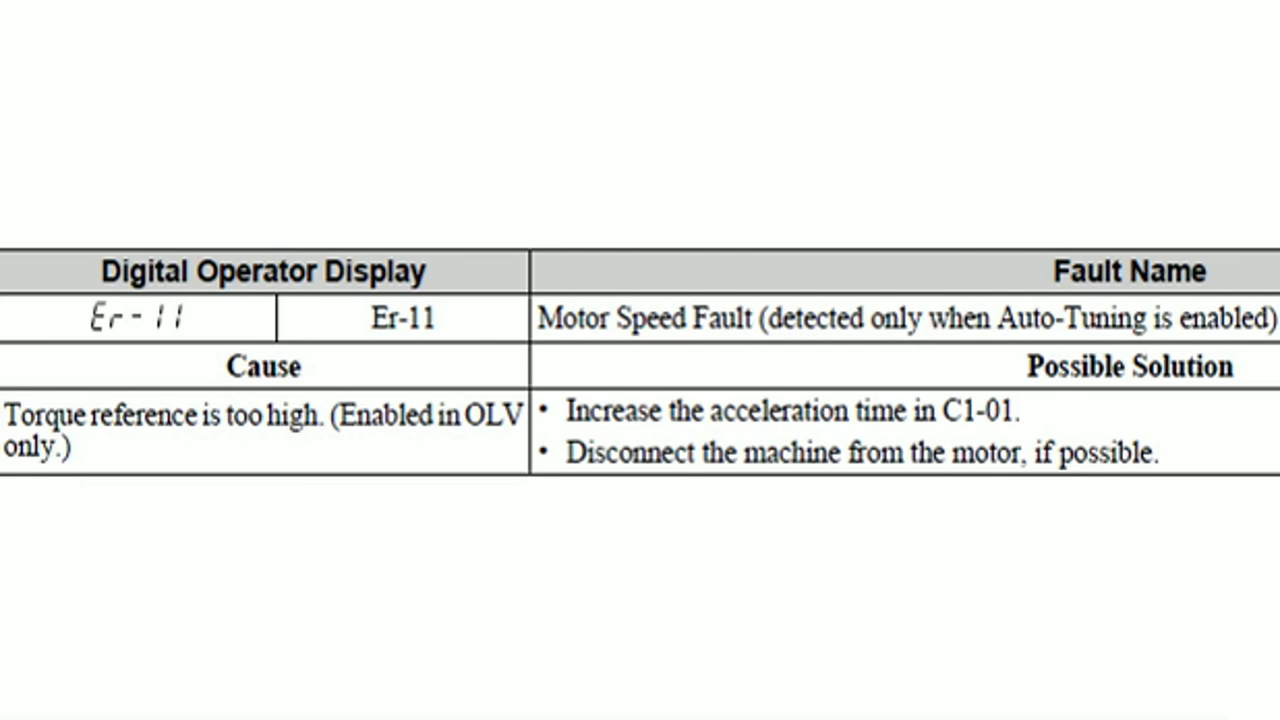 Digital Operator Display
Fault Name
Er-11
Er-11
Motor Speed Fault (detected only when Auto-Tuning is enabled)
Cause
Possible Solution
Torque reference is too high. (Enabled in OLV
only.)
• Increase the acceleration time in C1-01.
• Disconnect the machine from the motor, if possible.